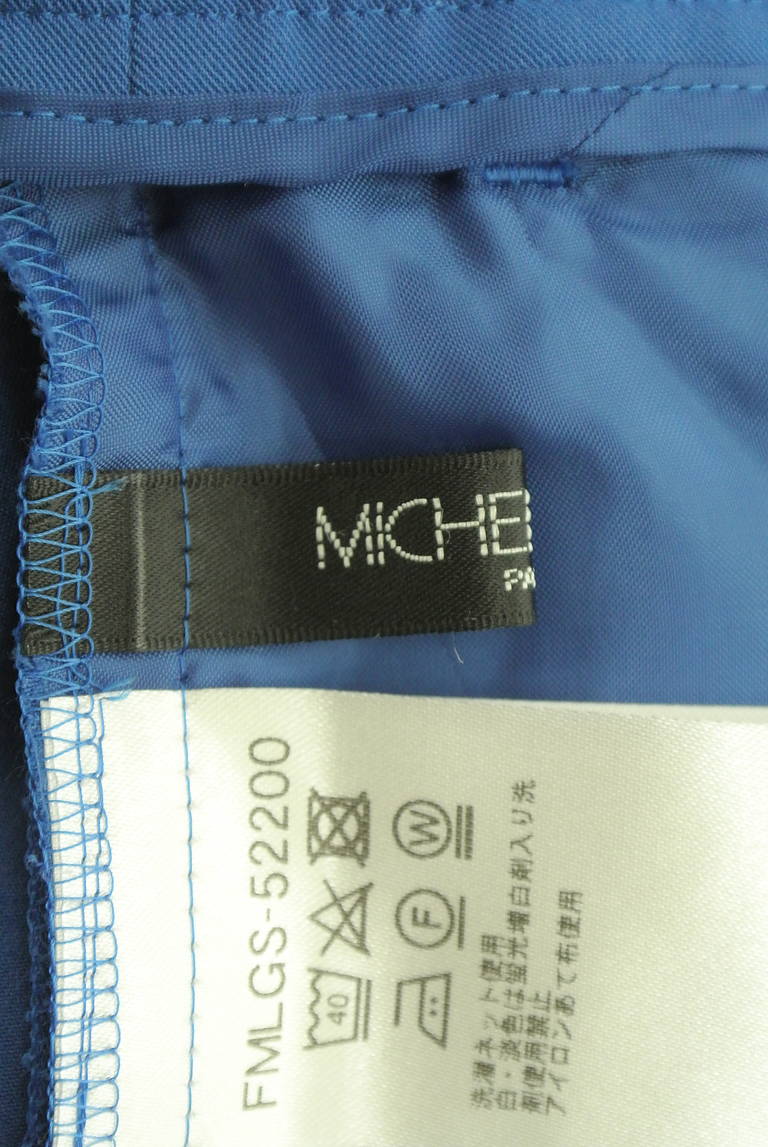 MICHE
PA
FMLGS-52200
40
F
W
洗濯ネット使用
白・淡色は蛍光増白剤入り洗
剤使用禁止
アイロンあて布使用